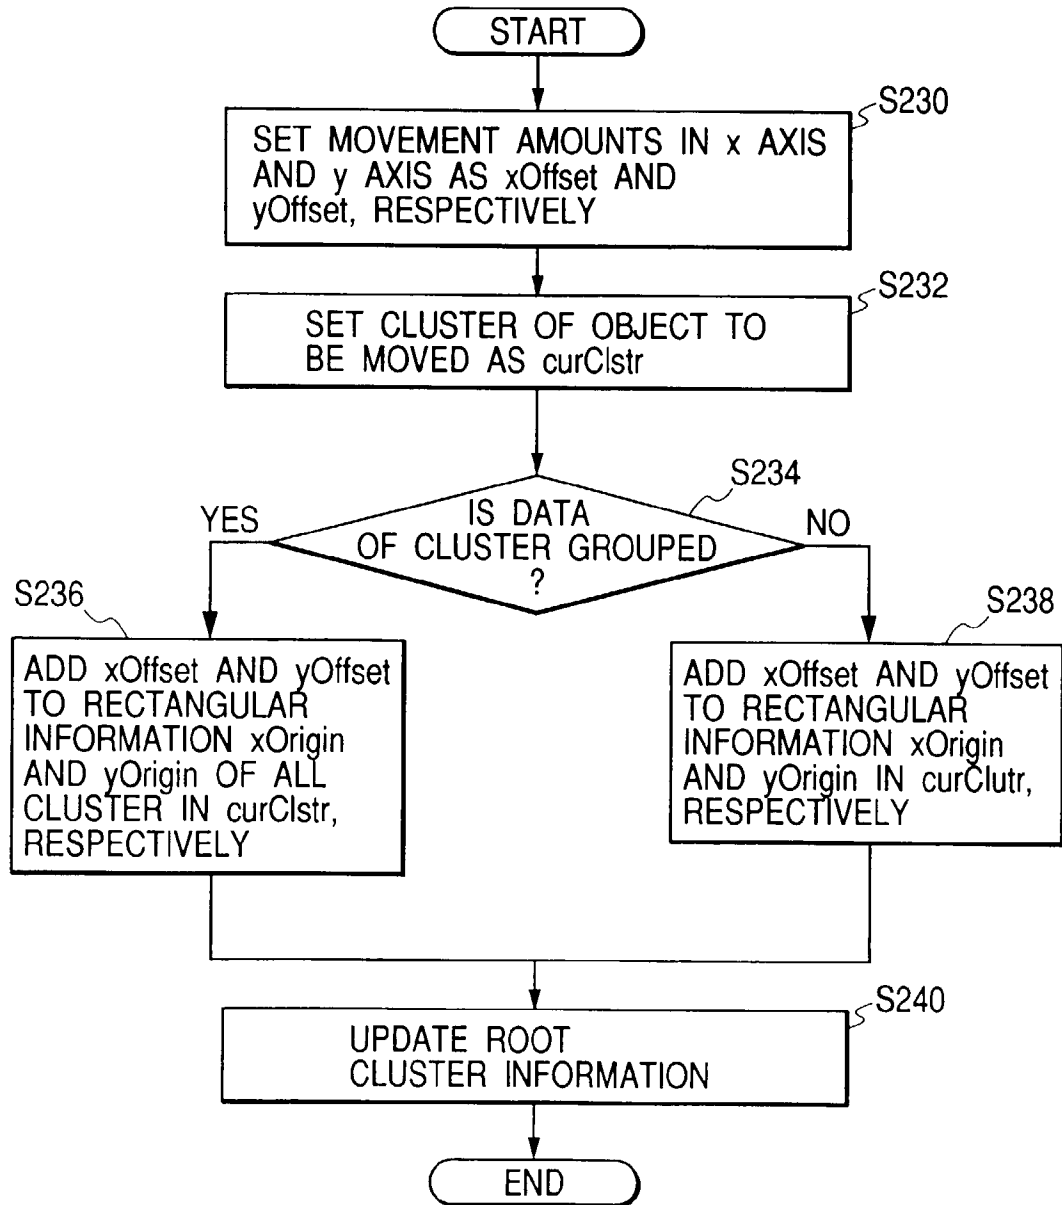 START
S230
SET MOVEMENT AMOUNTS IN x AXIS
AND y AXIS AS xOffset AND
yOffset, RESPECTIVELY
S232
SET CLUSTER OF OBJECT TO
BE MOVED AS curClstr
S234
IS DATA
OF CLUSTER GROUPED
?
YES
NO
S236
ADD xOffset AND yOffset
TO RECTANGULAR
INFORMATION xOrigin
AND yOrigin OF ALL
CLUSTER IN curClstr,
RESPECTIVELY
S238
ADD xOffset AND yOffset
TO RECTANGULAR
INFORMATION xOrigin
AND yOrigin IN curClutr,
RESPECTIVELY
S240
UPDATE ROOT
CLUSTER INFORMATION
END